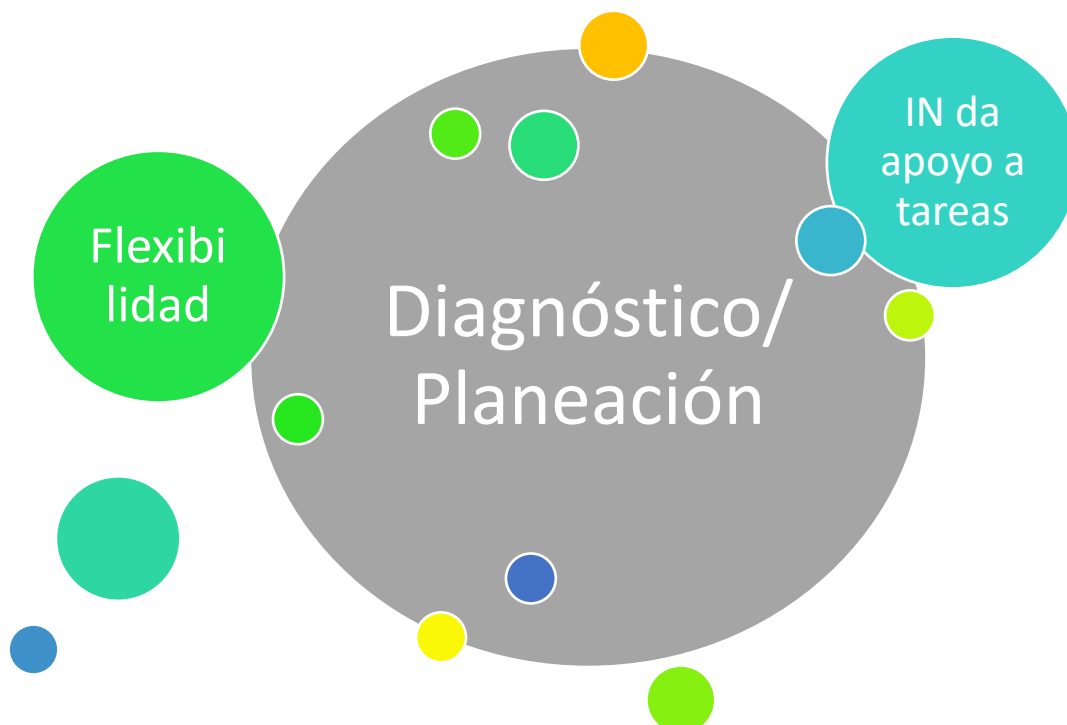 Flexibi
lidad
Diagnóstico/
Planeación
IN da
apoyo a
tareas